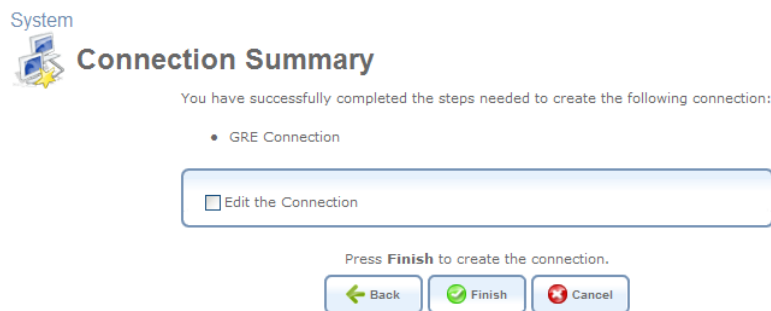 System
Connection Summary
You have successfully completed the steps needed to create the following connection:
• GRE Connection
Edit the Connection
Press Finish to create the connection.
Back Finish Cancel